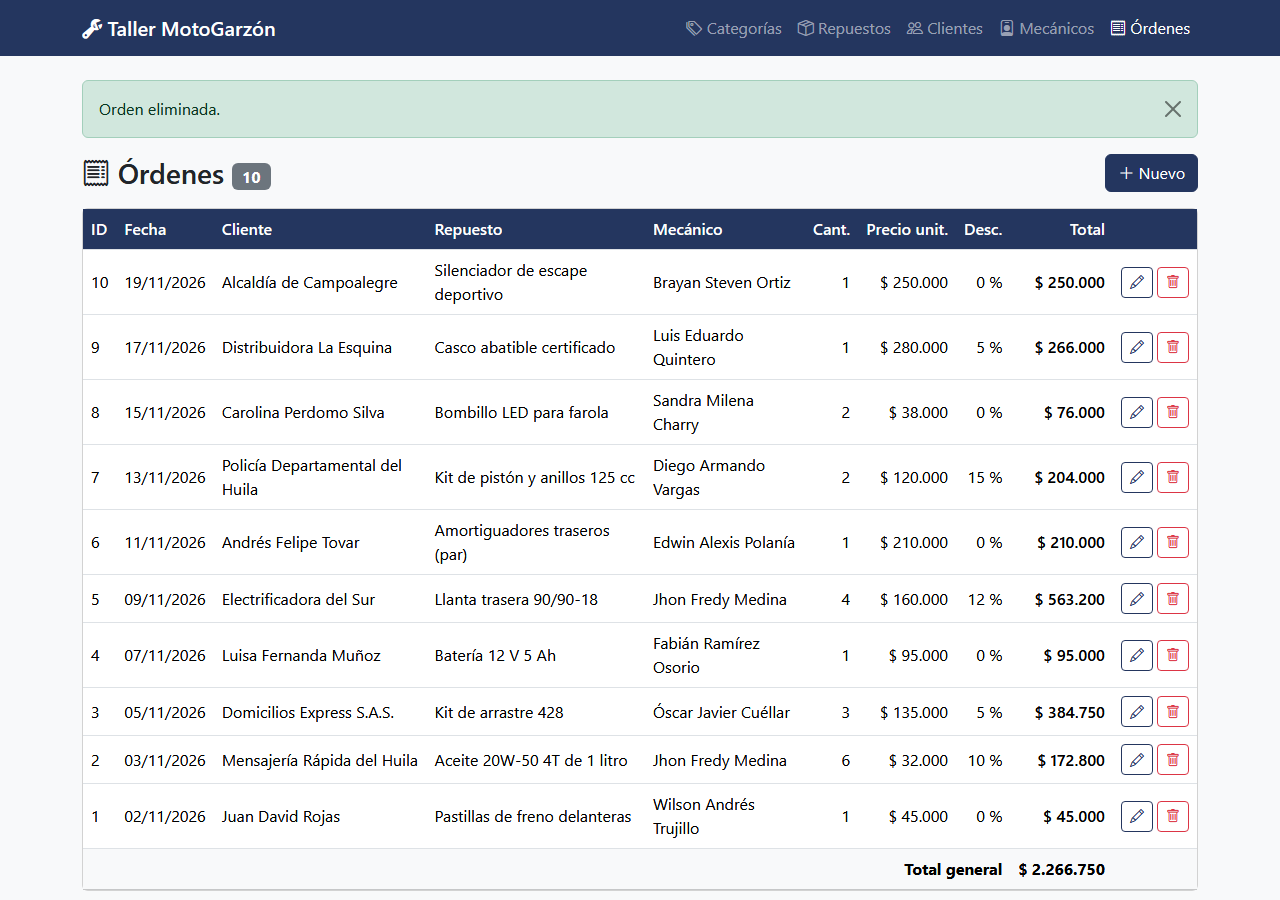 Taller MotoGarzón Categorías Repuestos Clientes Mecánicos Órdenes
Orden eliminada.
Órdenes 10
Nuevo
ID Fecha Cliente Repuesto Mecánico Cant. Precio unit. Desc. Total
10 19/11/2026 Alcaldía de Campoalegre Silenciador de escape deportivo Brayan Steven Ortiz 1 $ 250.000 0 % $ 250.000
9 17/11/2026 Distribuidora La Esquina Casco abatible certificado Luis Eduardo Quintero 1 $ 280.000 5 % $ 266.000
8 15/11/2026 Carolina Perdomo Silva Bombillo LED para farola Sandra Milena Charry 2 $ 38.000 0 % $ 76.000
7 13/11/2026 Policía Departamental del Huila Kit de pistón y anillos 125 cc Diego Armando Vargas 2 $ 120.000 15 % $ 204.000
6 11/11/2026 Andrés Felipe Tovar Amortiguadores traseros (par) Edwin Alexis Polanía 1 $ 210.000 0 % $ 210.000
5 09/11/2026 Electrificadora del Sur Llanta trasera 90/90-18 Jhon Fredy Medina 4 $ 160.000 12 % $ 563.200
4 07/11/2026 Luisa Fernanda Muñoz Batería 12 V 5 Ah Fabián Ramírez Osorio 1 $ 95.000 0 % $ 95.000
3 05/11/2026 Domicilios Express S.A.S. Kit de arrastre 428 Óscar Javier Cuéllar 3 $ 135.000 5 % $ 384.750
2 03/11/2026 Mensajería Rápida del Huila Aceite 20W-50 4T de 1 litro Jhon Fredy Medina 6 $ 32.000 10 % $ 172.800
1 02/11/2026 Juan David Rojas Pastillas de freno delanteras Wilson Andrés Trujillo 1 $ 45.000 0 % $ 45.000
Total general $ 2.266.750